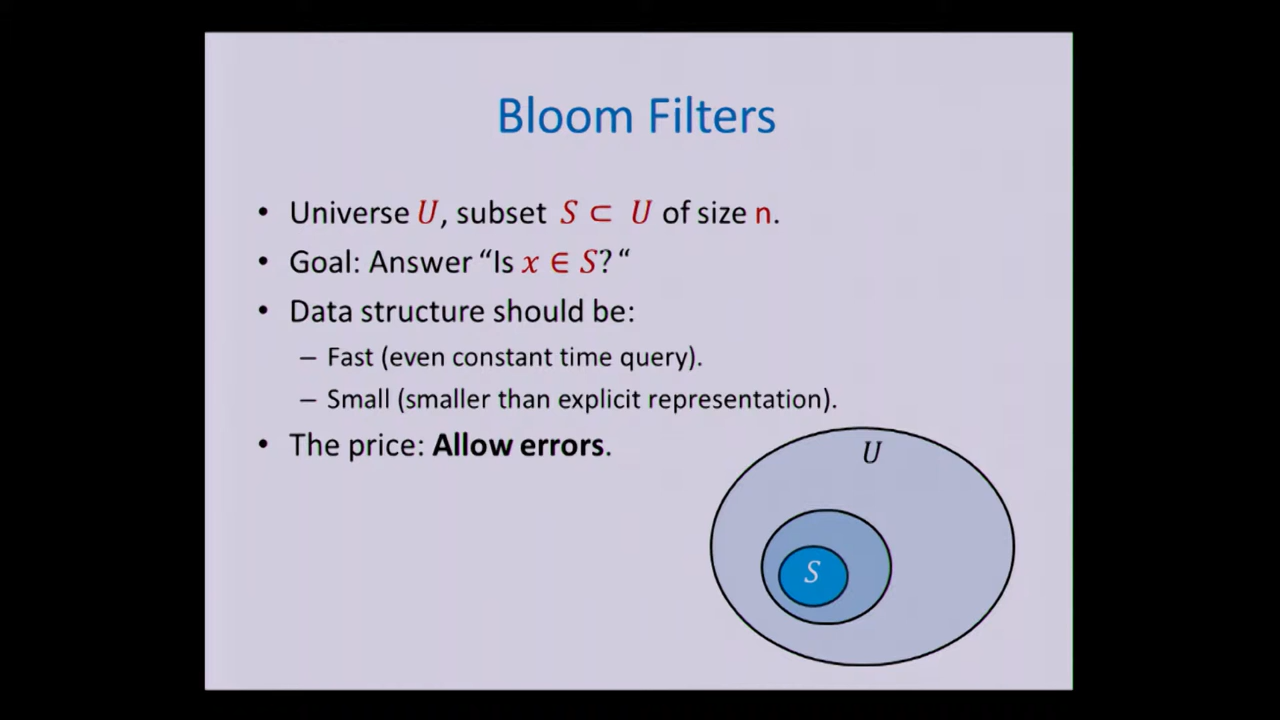 Bloom Filters
• Universe U, subset S ⊂ U of size n.
• Goal: Answer “Is x ∈ S? “
• Data structure should be:
– Fast (even constant time query).
– Small (smaller than explicit representation).
• The price: Allow errors.
U
S